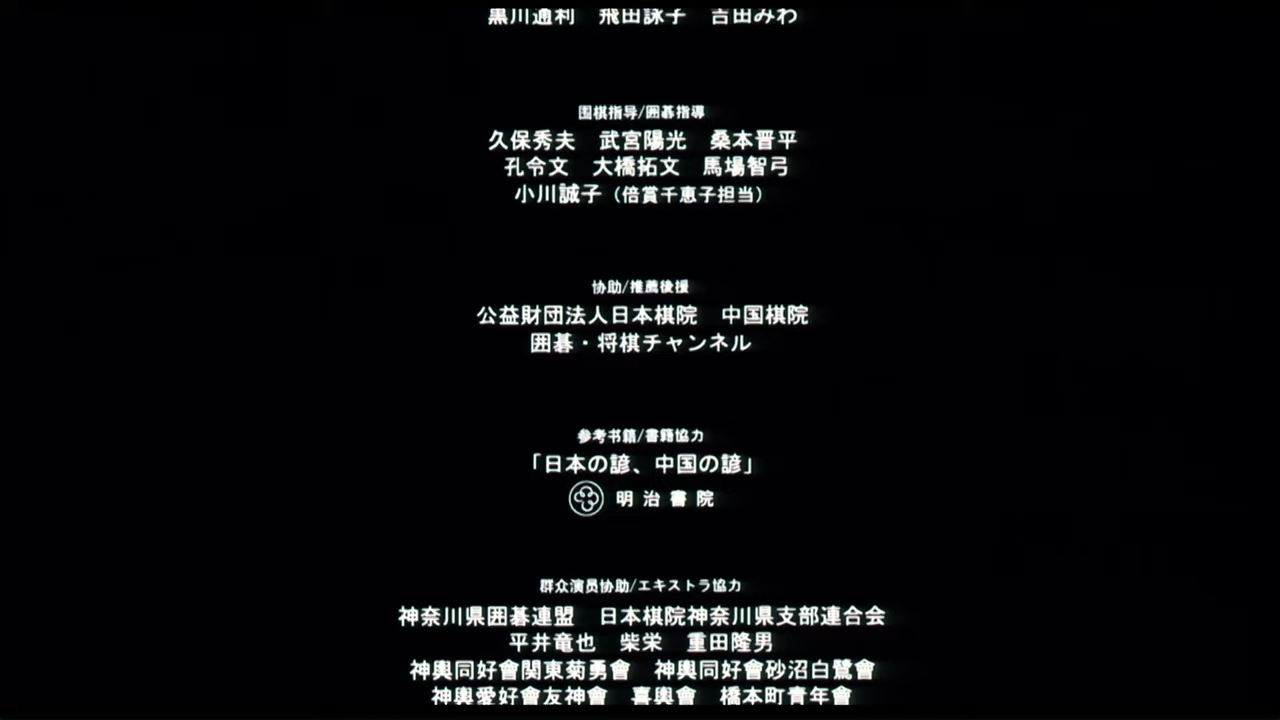 黒川通利 飛田詠子 吉田みわ
围棋指导/囲碁指導
久保秀夫 武宮陽光 桑本晋平
孔令文 大橋拓文 馬場智弓
小川誠子（倍賞千恵子担当）
协助/推薦後援
公益財団法人日本棋院 中国棋院
囲碁・将棋チャンネル
参考书籍/書籍協力
「日本の諺、中国の諺」
明治書院
群众演员协助/エキストラ協力
神奈川県囲碁連盟 日本棋院神奈川県支部連合会
平井竜也 柴栄 重田隆男
神輿同好會関東菊勇會 神輿同好會砂沼白鷺會
神輿愛好會友神會 喜輿會 橋本町青年會